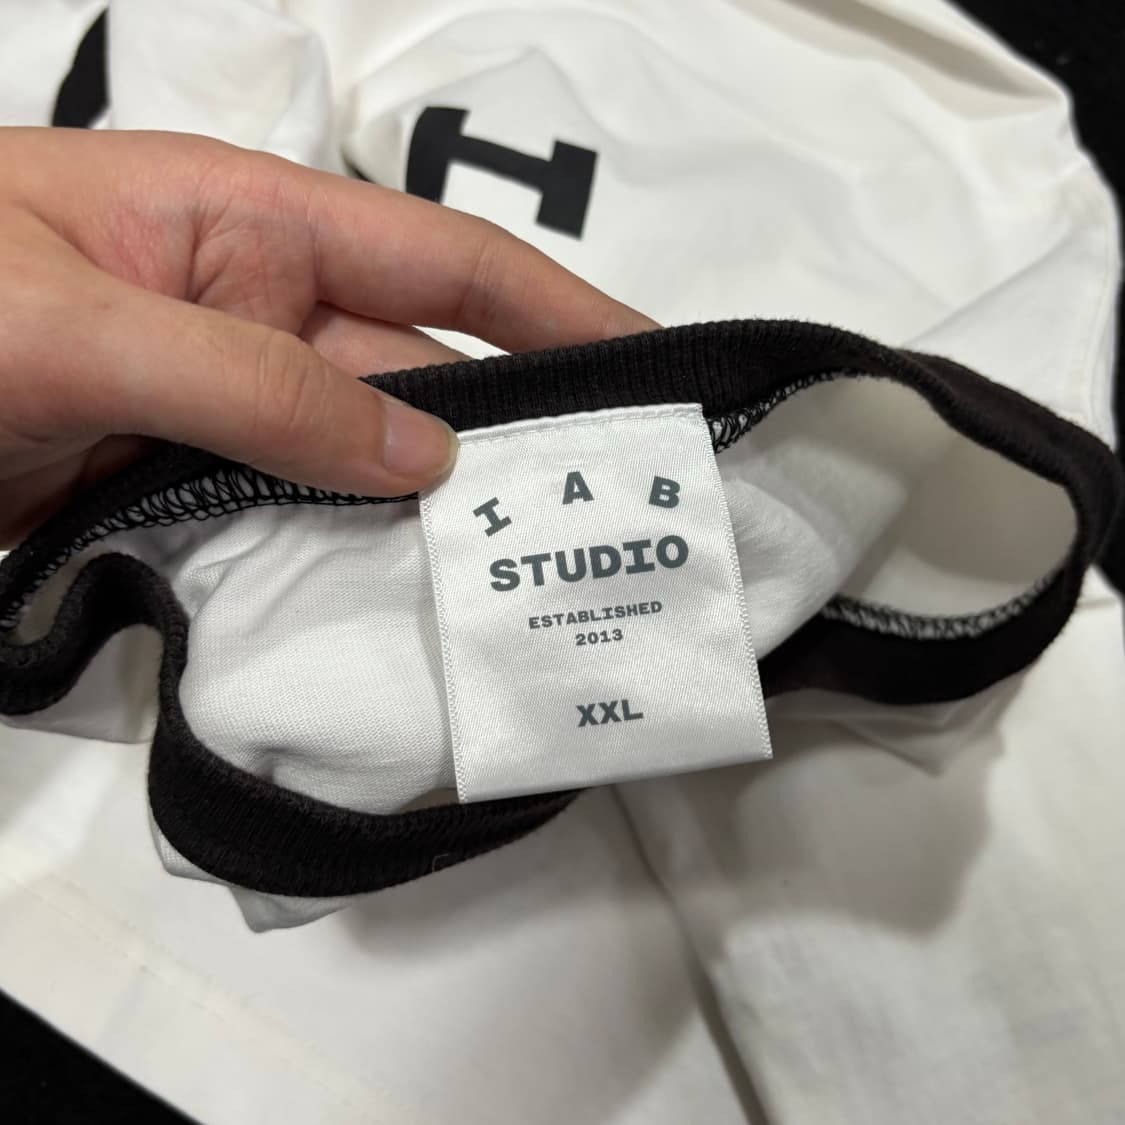 I
I A B
STUDIO
ESTABLISHED
2013
XXL